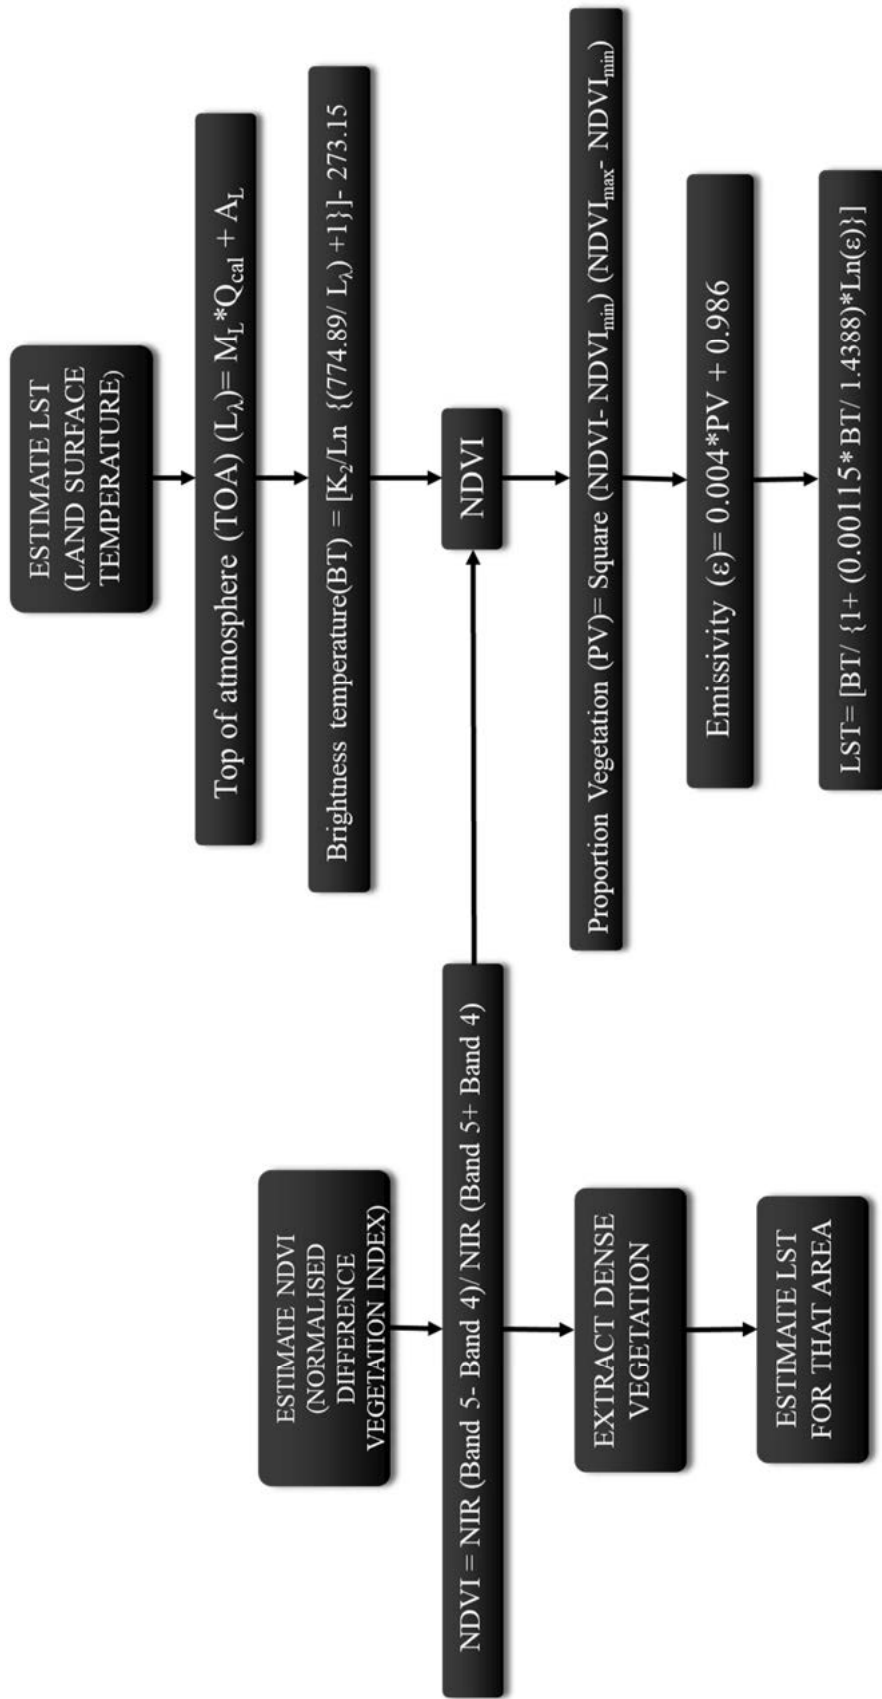 ESTIMATE NDVI
(NORMALISED
DIFFERENCE
VEGETATION INDEX)
NDVI = NIR (Band 5- Band 4)/ NIR (Band 5+ Band 4)
EXTRACT DENSE
VEGETATION
ESTIMATE LST
FOR THAT AREA
ESTIMATE LST
(LAND SURFACE
TEMPERATURE)
Top of atmosphere (TOA) (Lλ)= ML*Qcal + AL
Brightness temperature(BT) = [K2/Ln {(774.89/ Lλ) +1}]- 273.15
NDVI
Proportion Vegetation (PV)= Square (NDVI- NDVImin) (NDVImax- NDVImin)
Emissivity (ε)= 0.004*PV + 0.986
LST= [BT/ {1+ (0.00115* BT/ 1.4388)*Ln(ε)}]